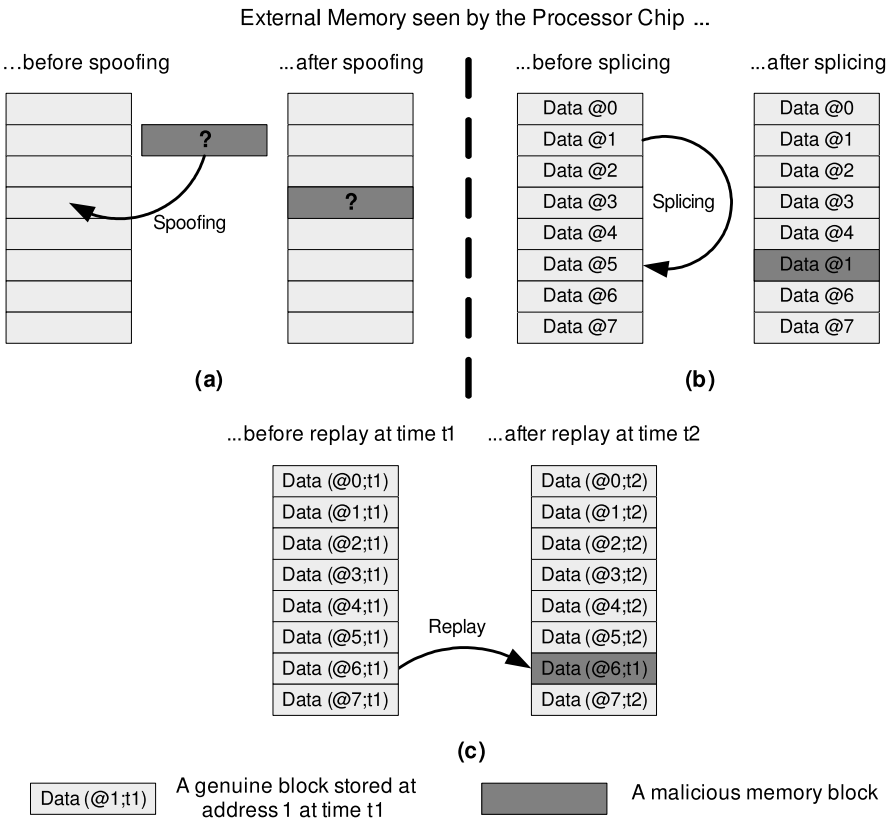 External Memory seen by the Processor Chip ...
...before spoofing
...after spoofing
?
?
Spoofing
(a)
...before splicing
...after splicing
Data @0
Data @1
Data @2
Data @3
Data @4
Data @5
Data @6
Data @7
Splicing
Data @0
Data @1
Data @2
Data @3
Data @4
Data @1
Data @6
Data @7
(b)
...before replay at time t1
...after replay at time t2
Data (@0;t1)
Data (@1;t1)
Data (@2;t1)
Data (@3;t1)
Data (@4;t1)
Data (@5;t1)
Data (@6;t1)
Data (@7;t1)
Replay
Data (@0;t2)
Data (@1;t2)
Data (@2;t2)
Data (@3;t2)
Data (@4;t2)
Data (@5;t2)
Data (@6;t1)
Data (@7;t2)
(c)
Data (@1;t1)
A genuine block stored at
address 1 at time t1
A malicious memory block